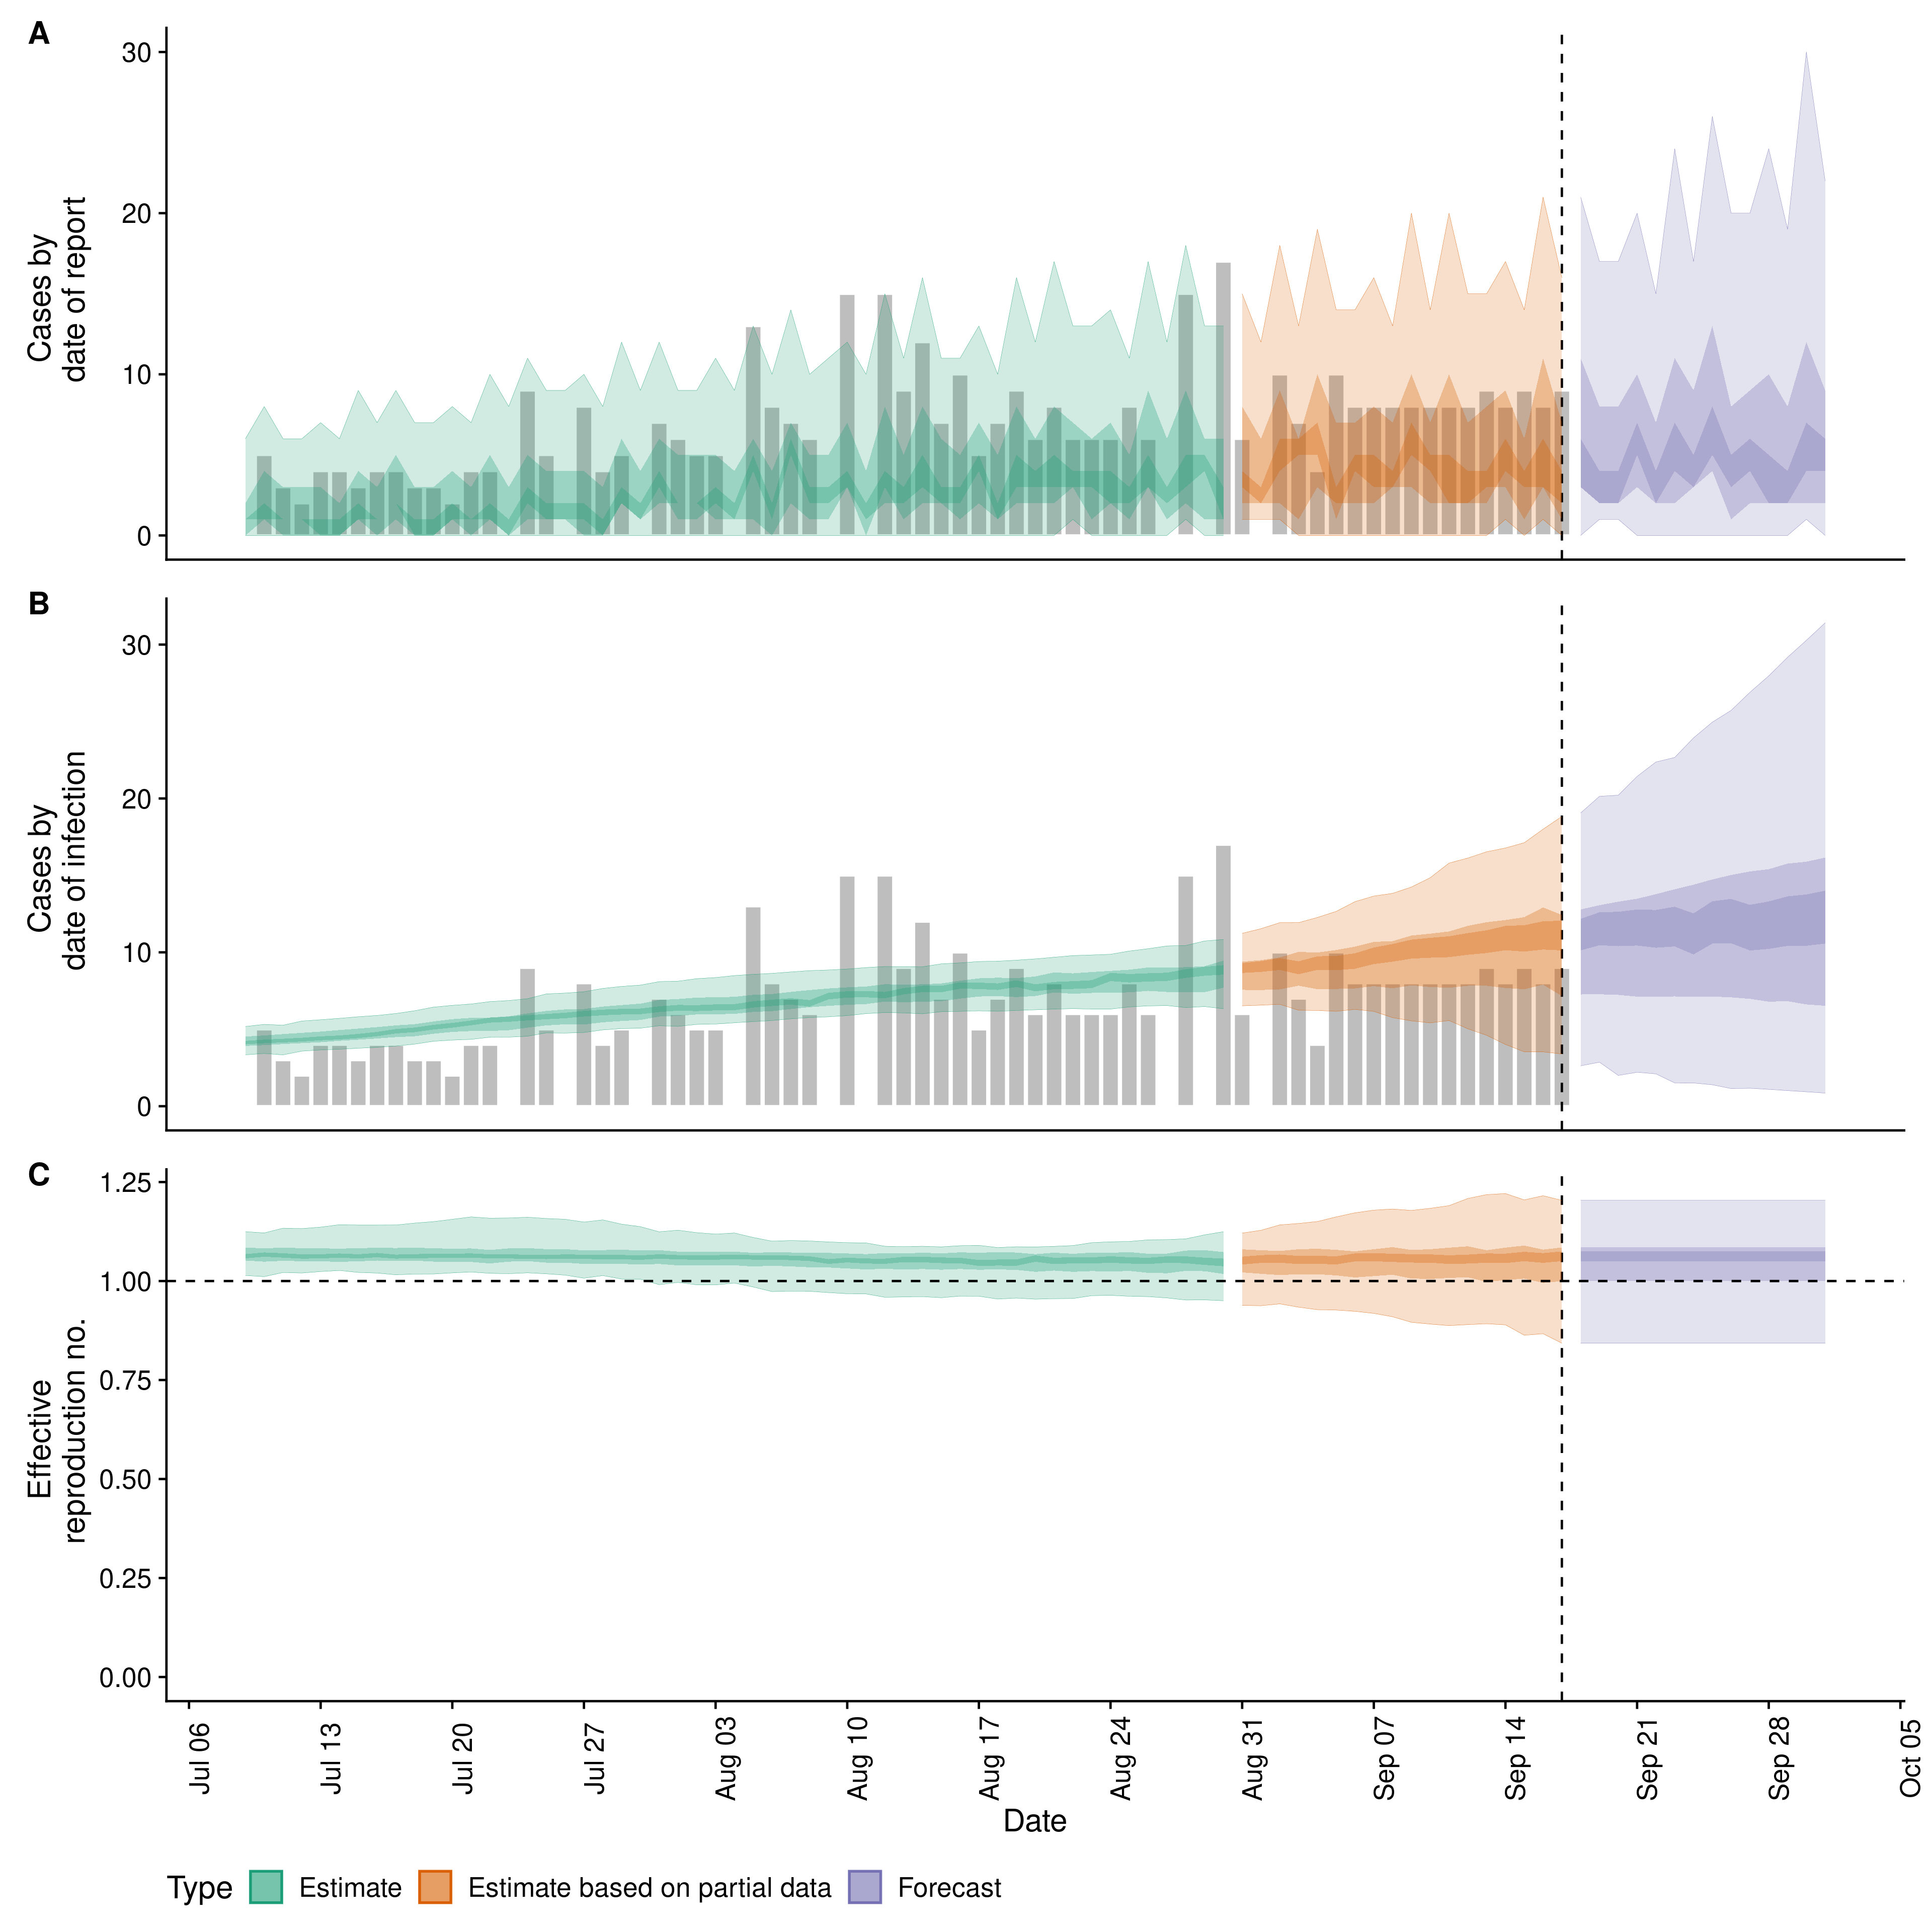 A
30
20
10
0
Cases by
date of report
B
30
20
10
0
Cases by
date of infection
C
1.25
1.00
0.75
0.50
0.25
0.00
Effective
reproduction no.
Jul 06
Jul 13
Jul 20
Jul 27
Aug 03
Aug 10
Aug 17
Aug 24
Aug 31
Sep 07
Sep 14
Sep 21
Sep 28
Oct 05
Date
Type Estimate Estimate based on partial data Forecast